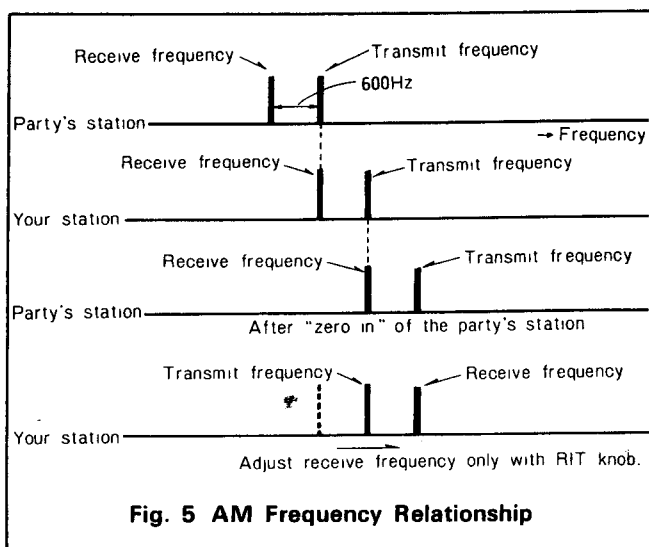 Receive frequency Transmit frequency
600Hz
Party's station
→ Frequency
Receive frequency Transmit frequency
Your station
Receive frequency Transmit frequency
Party's station
After "zero in" of the party's station
Transmit frequency Receive frequency
Your station
Adjust receive frequency only with RIT knob.
Fig. 5 AM Frequency Relationship